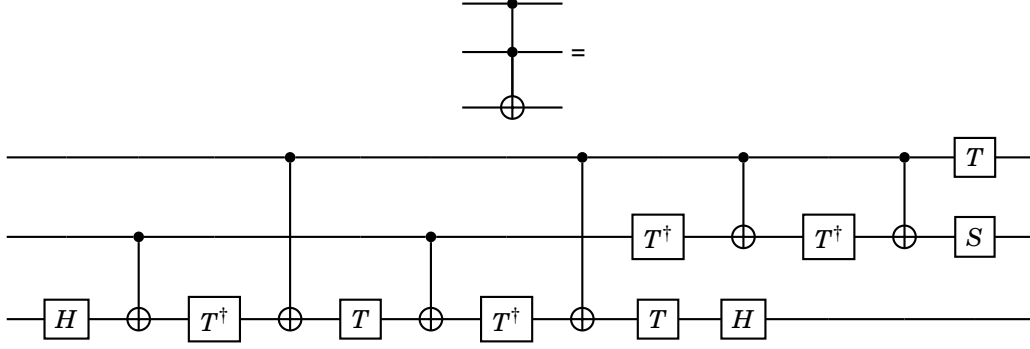 =
T
T† T† S
H T† T T† T H